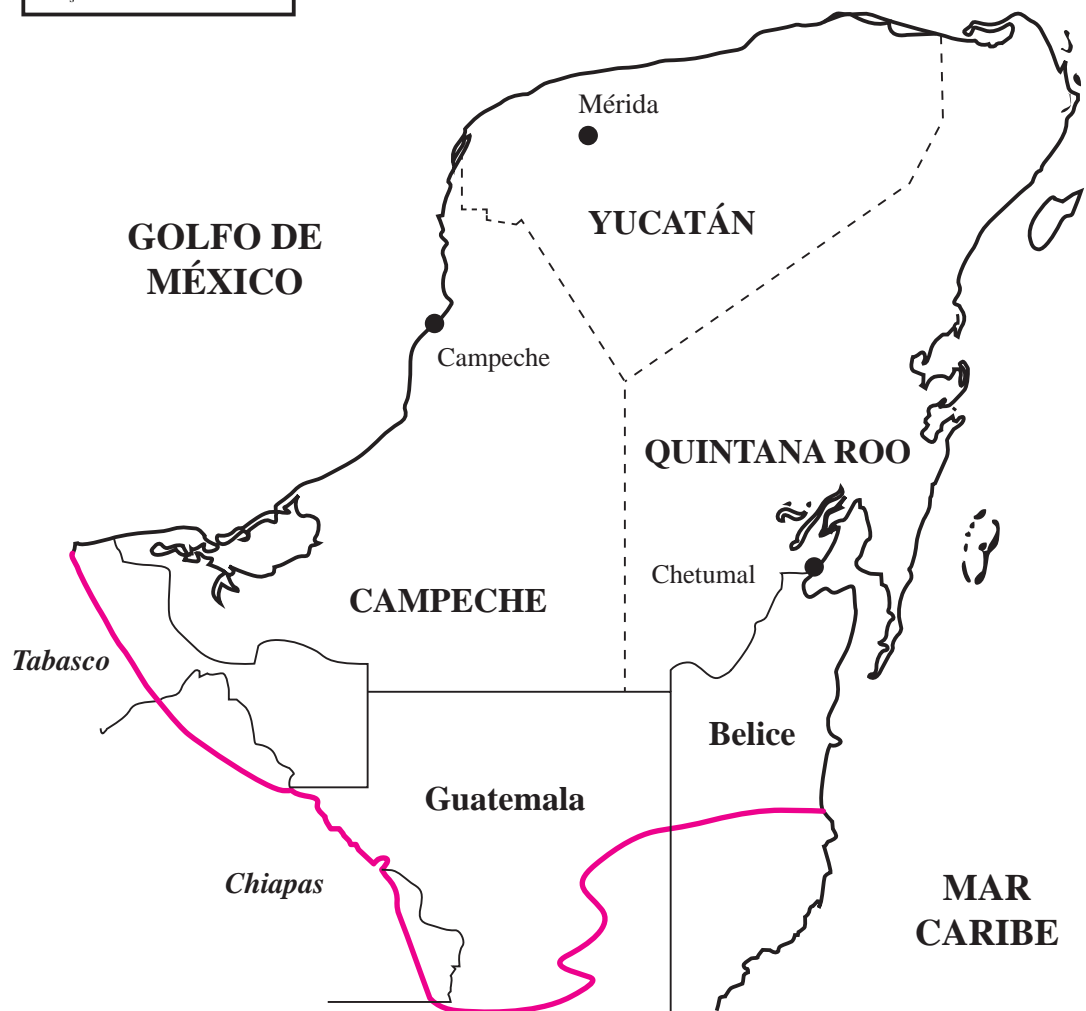 Mérida
YUCATÁN
GOLFO DE
MÉXICO
Campeche
QUINTANA ROO
Chetumal
CAMPECHE
Tabasco
Belice
Guatemala
Chiapas
MAR
CARIBE